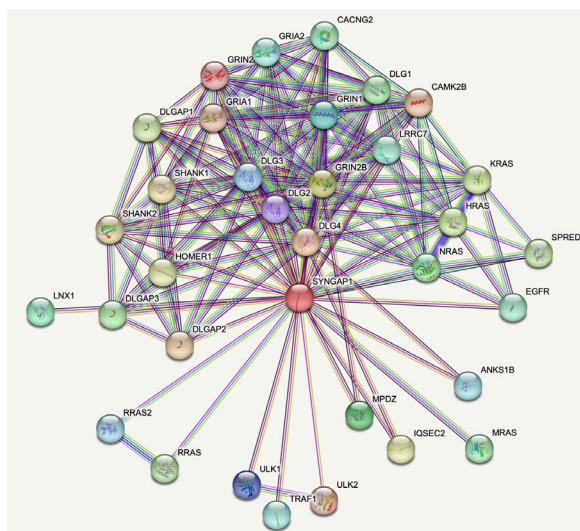 CACNG2
GRIA2
GRIN2
DLG1
CAMK2B
GRIA1
GRIN1
DLGAP1
LRRC7
DLG3
KRAS
GRIN2B
SHANK1
DLG2
HRAS
SHANK2
DLG4
SPRED
NRAS
HOMER1
SYNGAP1
LNX1
DLGAP3
EGFR
DLGAP2
ANKS1B
MPDZ
RRAS2
IQSEC2
MRAS
RRAS
ULK1
ULK2
TRAF1